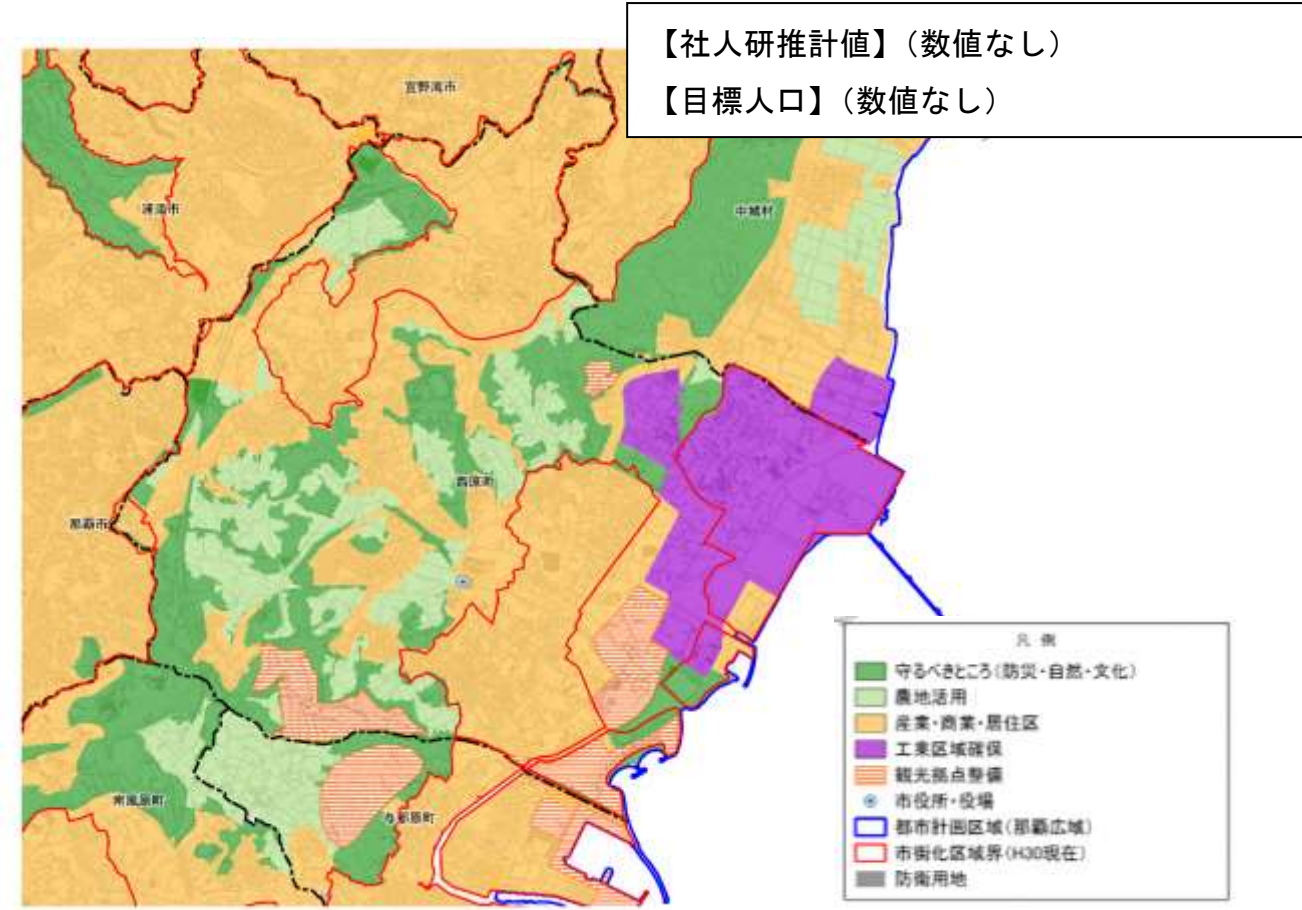 【社人研推計値】（数値なし）
【目標人口】（数値なし）
宜野湾市
浦添市
中城村
西原町
那覇市
南風原町
与那原町
凡例
守るべきところ（防災・自然・文化）
農地活用
産業・商業・居住区
工業区域確保
観光拠点整備
市役所・役場
都市計画区域（那覇広域）
市街化区域界（H30現在）
防衛用地